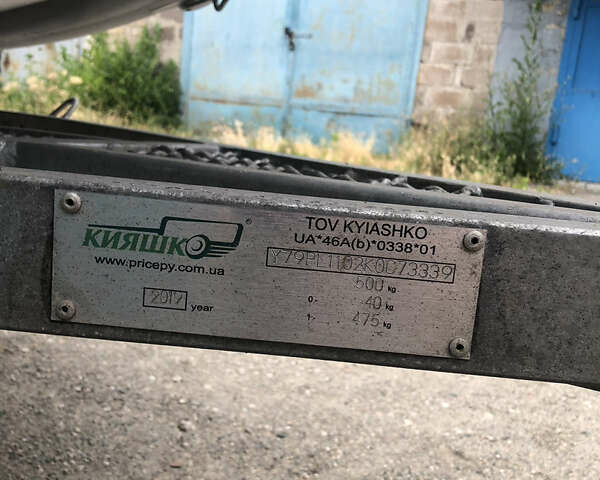 КИЯШКО
www.pricepy.com.ua
2019 year
TOV KYIASHKO
UA*46A(b)*0338*01
500 kg
0- 40 kg
1- 475 kg